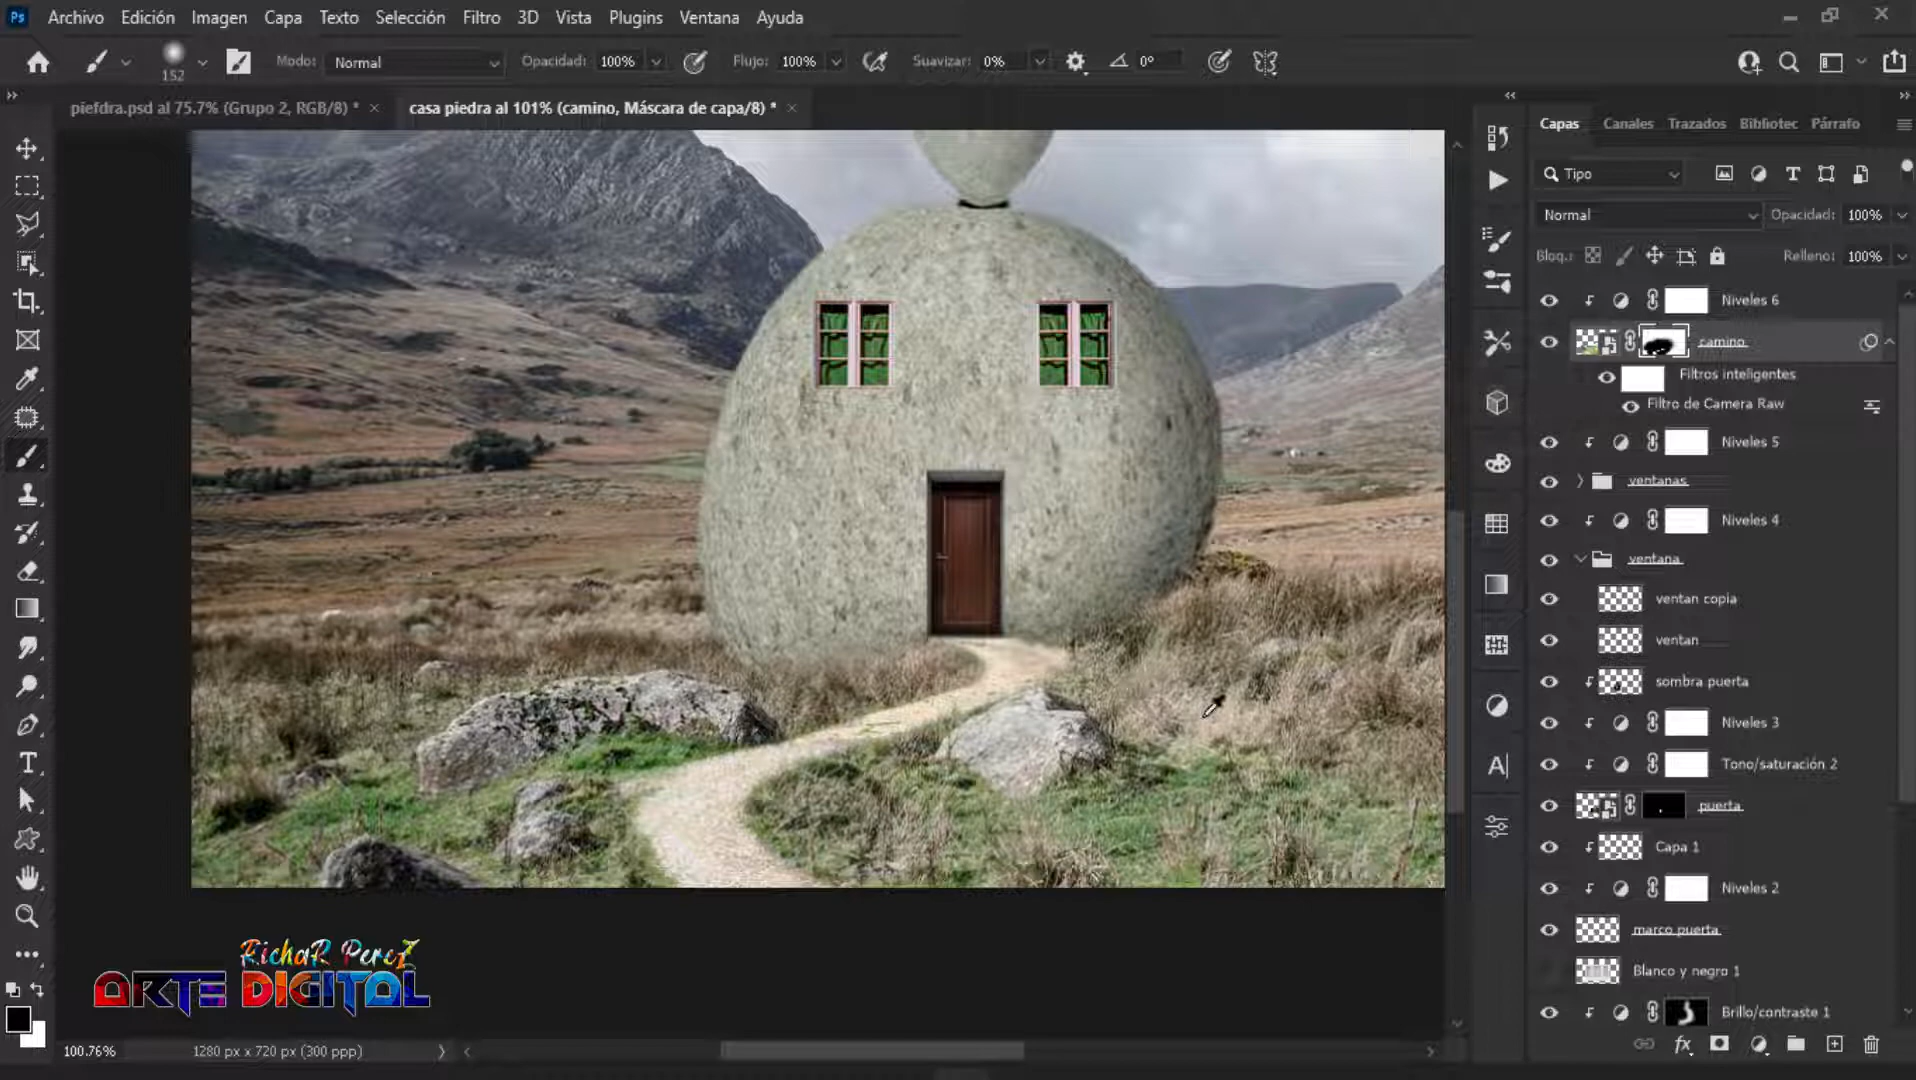 Ps Archivo Edición Imagen Capa Texto Selección Filtro 3D Vista Plugins Ventana Ayuda
152 Modo: Normal Opacidad: 100% Flujo: 100% Suavizar: 0% 0°
piefdra.psd al 75.7% (Grupo 2, RGB/8) * casa piedra al 101% (camino, Máscara de capa/8) *
Capas Canales Trazados Bibliotec Párrafo
Tipo
Normal Opacidad: 100%
Bloq.: Relleno: 100%
Niveles 6
camino
Filtros inteligentes
Filtro de Camera Raw
Niveles 5
ventanas
Niveles 4
ventana
ventan copia
ventan
sombra puerta
Niveles 3
Tono/saturación 2
puerta
Capa 1
Niveles 2
marco puerta
Blanco y negro 1
Brillo/contraste 1
RichaR PereZ
ARTE DIGITAL
100.76% 1280 px x 720 px (300 ppp)
fx